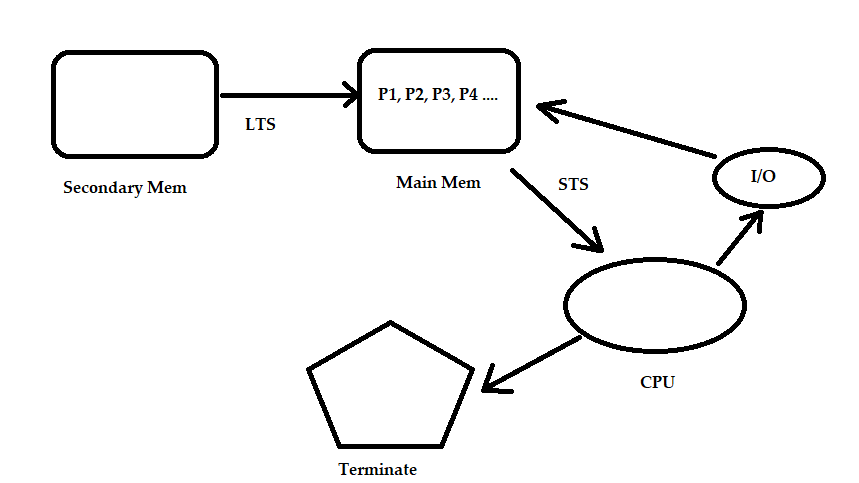 P1, P2, P3, P4 ....
LTS
Secondary Mem
Main Mem
STS
I/O
CPU
Terminate